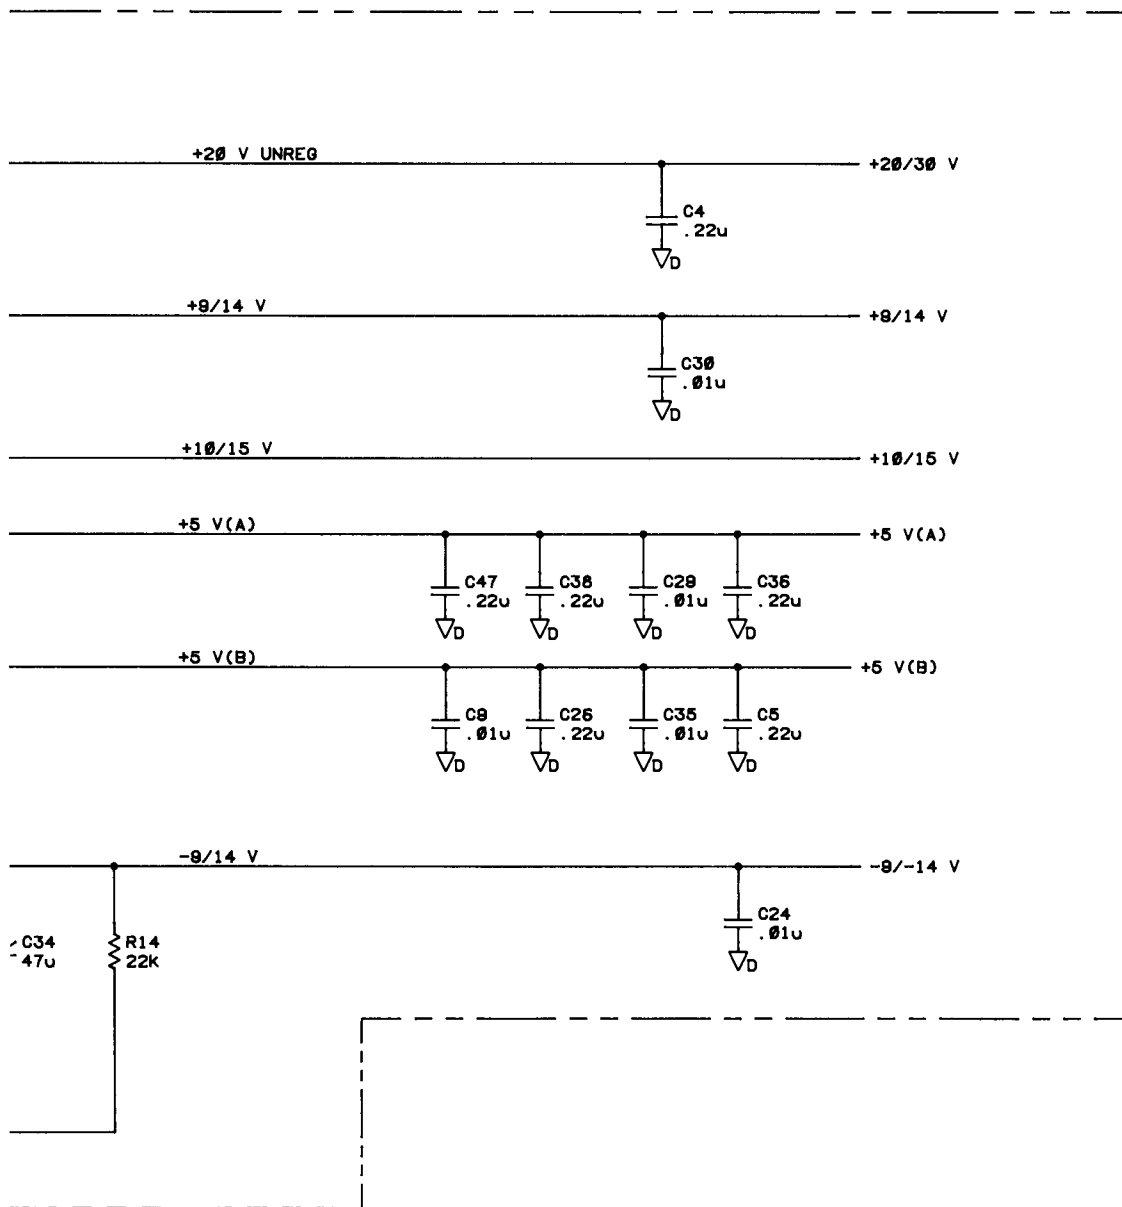 +20 V UNREG
+20/30 V
C4
.22u
D
+9/14 V
+9/14 V
C30
.01u
D
+10/15 V
+10/15 V
+5 V(A)
+5 V(A)
C47
.22u
D
C38
.22u
D
C29
.01u
D
C36
.22u
D
+5 V(B)
+5 V(B)
C9
.01u
D
C26
.22u
D
C35
.01u
D
C5
.22u
D
-9/14 V
-9/-14 V
C24
.01u
D
C34
47u
R14
22K